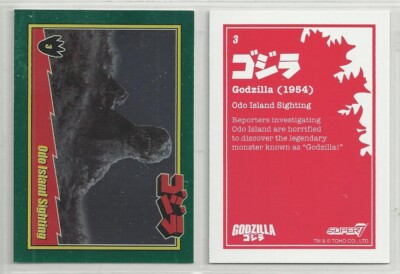 3
Odo Island Sighting
ゴジラ
3
ゴジラ
Godzilla (1954)
Odo Island Sighting
Reporters investigating
Odo Island are horrified
to discover the legendary
monster known as "Godzilla!"
GODZILLA
ゴジラ
SUPER7
TM & © TOHO CO., LTD.